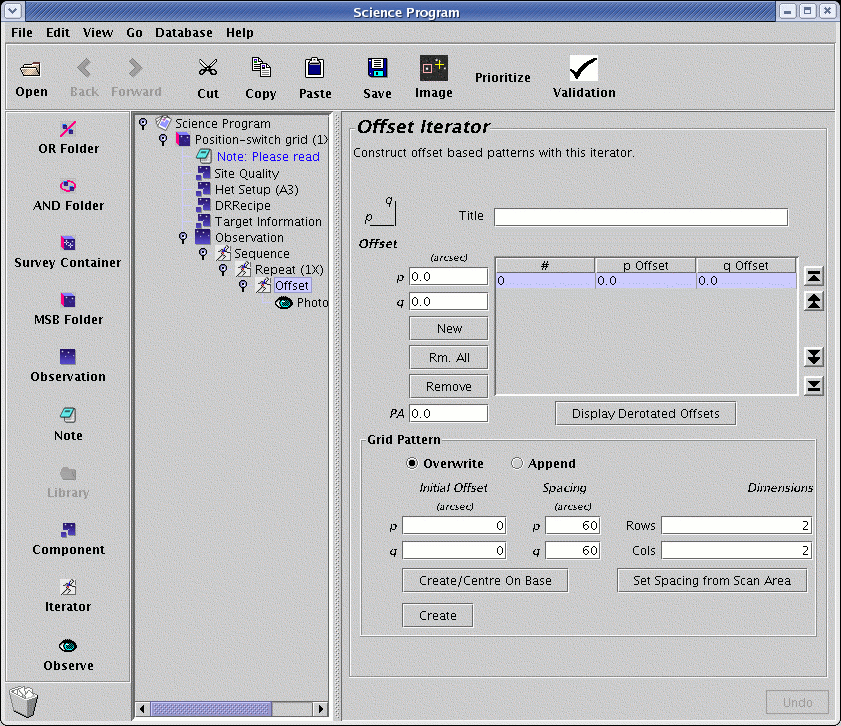 Science Program
File Edit View Go Database Help
Open Back Forward Cut Copy Paste Save Image Prioritize Validation
OR Folder
AND Folder
Survey Container
MSB Folder
Observation
Note
Library
Component
Iterator
Observe
Science Program
Position-switch grid (1X
Note: Please read
Site Quality
Het Setup (A3)
DRRecipe
Target Information
Observation
Sequence
Repeat (1X)
Offset
Photo
Offset Iterator
Construct offset based patterns with this iterator.
q
p
Title
Offset
(arcsec)
p 0.0
q 0.0
New
Rm. All
Remove
PA 0.0
# p Offset q Offset
0 0.0 0.0
Display Derotated Offsets
Grid Pattern
Overwrite Append
Initial Offset Spacing Dimensions
(arcsec) (arcsec)
p 0 p 60 Rows 2
q 0 q 60 Cols 2
Create/Centre On Base Set Spacing from Scan Area
Create
Undo